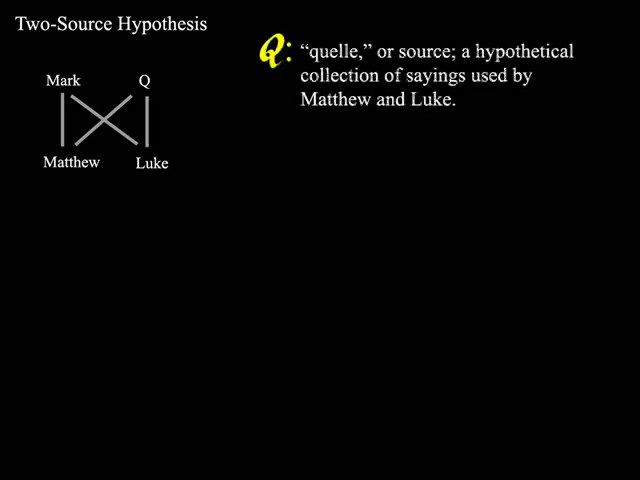 Two-Source Hypothesis
Mark Q
Matthew Luke
Q: “quelle,” or source; a hypothetical
collection of sayings used by
Matthew and Luke.